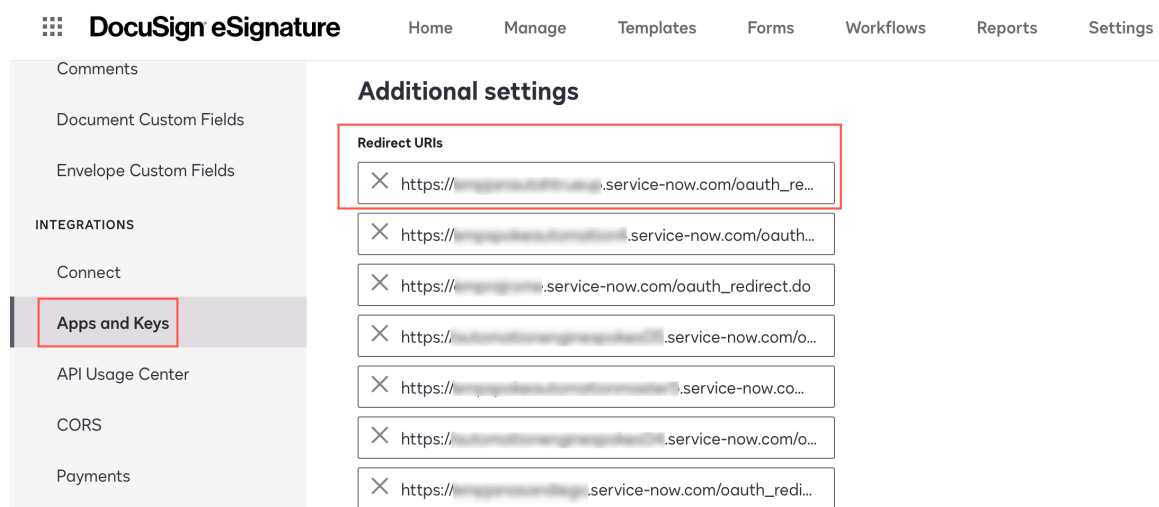 DocuSign eSignature
Home
Manage
Templates
Forms
Workflows
Reports
Settings
Comments
Document Custom Fields
Envelope Custom Fields
INTEGRATIONS
Connect
Apps and Keys
API Usage Center
CORS
Payments
Additional settings
Redirect URIs
https:// .service-now.com/oauth_re...
https:// .service-now.com/oauth...
https:// .service-now.com/oauth_redirect.do
https:/ .service-now.com/o...
https:// .service-now.co...
https:/ .service-now.com/o...
https:// .service-now.com/oauth_redi...